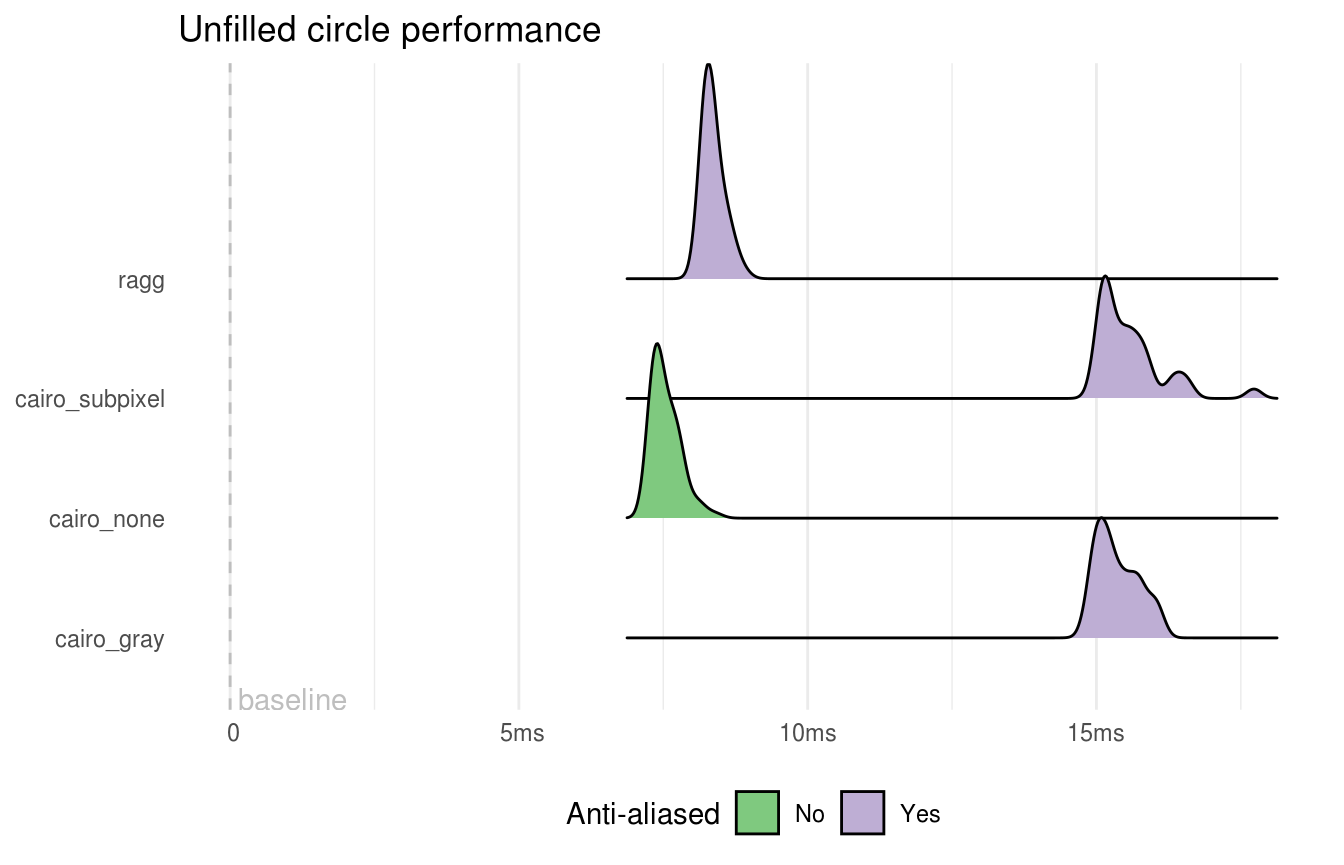 Unfilled circle performance
ragg
cairo_subpixel
cairo_none
cairo_gray
baseline
0 5ms 10ms 15ms
Anti-aliased No Yes